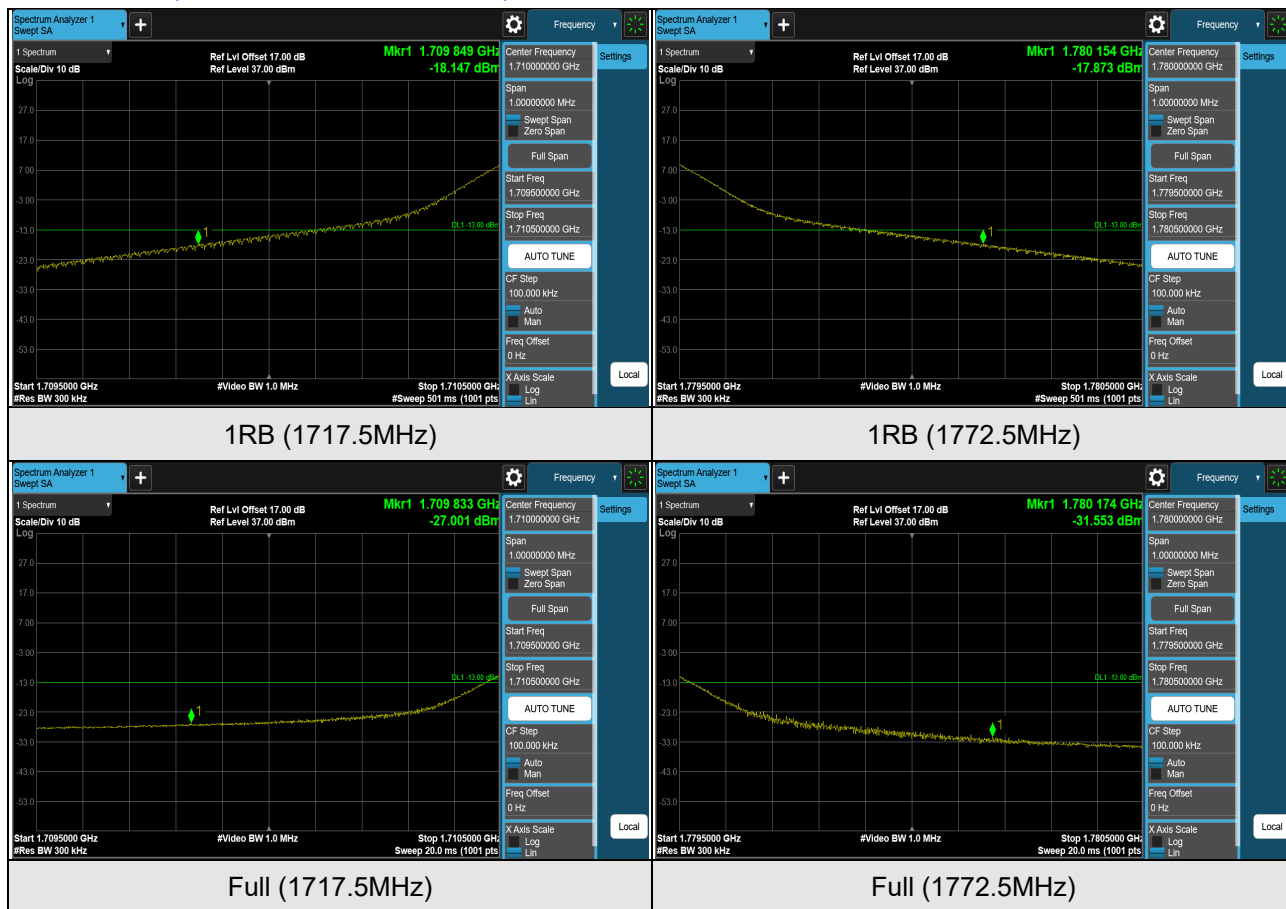 Spectrum Analyzer 1
Swept SA
+
Frequency
1 Spectrum
Scale/Div 10 dB
Log
Ref Lvl Offset 17.00 dB
Ref Level 37.00 dBm
Mkr1 1.709 849 GHz
-18.147 dBm
27.0
17.0
7.00
-3.00
-13.0
-23.0
-33.0
-43.0
-53.0
1
DL1 -13.00 dBm
Start 1.7095000 GHz
#Res BW 300 kHz
#Video BW 1.0 MHz
Stop 1.7105000 GHz
#Sweep 501 ms (1001 pts
Center Frequency
1.710000000 GHz
Span
1.00000000 MHz
Swept Span
Zero Span
Full Span
Start Freq
1.709500000 GHz
Stop Freq
1.710500000 GHz
AUTO TUNE
CF Step
100.000 kHz
Auto
Man
Freq Offset
0 Hz
X Axis Scale
Log
Lin
Settings
Local
Spectrum Analyzer 1
Swept SA
+
Frequency
1 Spectrum
Scale/Div 10 dB
Log
Ref Lvl Offset 17.00 dB
Ref Level 37.00 dBm
Mkr1 1.780 154 GHz
-17.873 dBm
27.0
17.0
7.00
-3.00
-13.0
-23.0
-33.0
-43.0
-53.0
1
DL1 -13.00 dBm
Start 1.7795000 GHz
#Res BW 300 kHz
#Video BW 1.0 MHz
Stop 1.7805000 GHz
#Sweep 501 ms (1001 pts
Center Frequency
1.780000000 GHz
Span
1.00000000 MHz
Swept Span
Zero Span
Full Span
Start Freq
1.779500000 GHz
Stop Freq
1.780500000 GHz
AUTO TUNE
CF Step
100.000 kHz
Auto
Man
Freq Offset
0 Hz
X Axis Scale
Log
Lin
Settings
Local
1RB (1717.5MHz)
1RB (1772.5MHz)
Spectrum Analyzer 1
Swept SA
+
Frequency
1 Spectrum
Scale/Div 10 dB
Log
Ref Lvl Offset 17.00 dB
Ref Level 37.00 dBm
Mkr1 1.709 833 GHz
-27.001 dBm
27.0
17.0
7.00
-3.00
-13.0
-23.0
-33.0
-43.0
-53.0
1
DL1 -13.00 dBm
Start 1.7095000 GHz
#Res BW 300 kHz
#Video BW 1.0 MHz
Stop 1.7105000 GHz
Sweep 20.0 ms (1001 pts
Center Frequency
1.710000000 GHz
Span
1.00000000 MHz
Swept Span
Zero Span
Full Span
Start Freq
1.709500000 GHz
Stop Freq
1.710500000 GHz
AUTO TUNE
CF Step
100.000 kHz
Auto
Man
Freq Offset
0 Hz
X Axis Scale
Log
Lin
Settings
Local
Spectrum Analyzer 1
Swept SA
+
Frequency
1 Spectrum
Scale/Div 10 dB
Log
Ref Lvl Offset 17.00 dB
Ref Level 37.00 dBm
Mkr1 1.780 174 GHz
-31.553 dBm
27.0
17.0
7.00
-3.00
-13.0
-23.0
-33.0
-43.0
-53.0
1
DL1 -13.00 dBm
Start 1.7795000 GHz
#Res BW 300 kHz
#Video BW 1.0 MHz
Stop 1.7805000 GHz
Sweep 20.0 ms (1001 pts
Center Frequency
1.780000000 GHz
Span
1.00000000 MHz
Swept Span
Zero Span
Full Span
Start Freq
1.779500000 GHz
Stop Freq
1.780500000 GHz
AUTO TUNE
CF Step
100.000 kHz
Auto
Man
Freq Offset
0 Hz
X Axis Scale
Log
Lin
Settings
Local
Full (1717.5MHz)
Full (1772.5MHz)